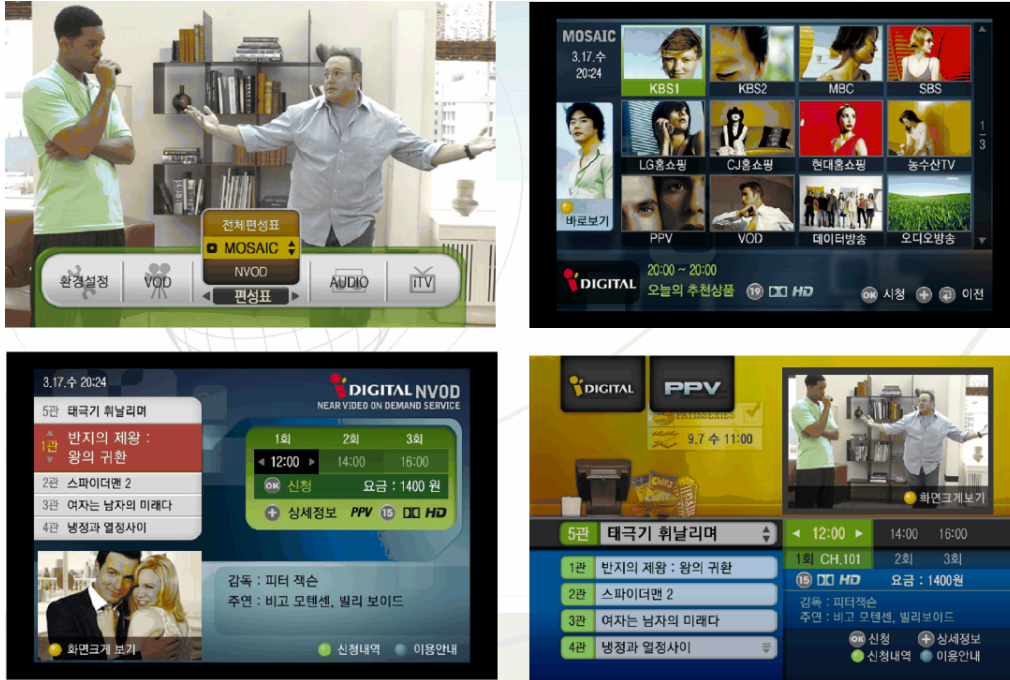 전체편성표
MOSAIC
NVOD
환경설정
VOD
편성표
AUDIO
iTV
MOSAIC
3.17.수
20:24
바로보기
KBS1
KBS2
MBC
SBS
LG홈쇼핑
CJ홈쇼핑
현대홈쇼핑
농수산TV
PPV
VOD
데이터방송
오디오방송
1
3
DIGITAL
20:00 ~ 20:00
오늘의 추천상품
19
HD
OK 시청
이전
3.17.수 20:24
DIGITAL NVOD
NEAR VIDEO ON DEMAND SERVICE
5관 태극기 휘날리며
1관 반지의 제왕 :
왕의 귀환
2관 스파이더맨 2
3관 여자는 남자의 미래다
4관 냉정과 열정사이
1회 2회 3회
12:00 14:00 16:00
OK 신청 요금 : 1400 원
상세정보 PPV 15 HD
감독 : 피터 잭슨
주연 : 비고 모텐센, 빌리 보이드
화면크게 보기
신청내역
이용안내
DIGITAL
PPV
PATISSERIES
9.7 수 11:00
CHIPS
화면크게보기
5관 태극기 휘날리며
1관 반지의 제왕 : 왕의 귀환
2관 스파이더맨 2
3관 여자는 남자의 미래다
4관 냉정과 열정사이
12:00 14:00 16:00
1회 CH.101 2회 3회
15 HD 요금 : 1400원
감독 : 피터잭슨
주연 : 비고 모텐센, 빌리보이드
OK 신청 상세정보
신청내역 이용안내